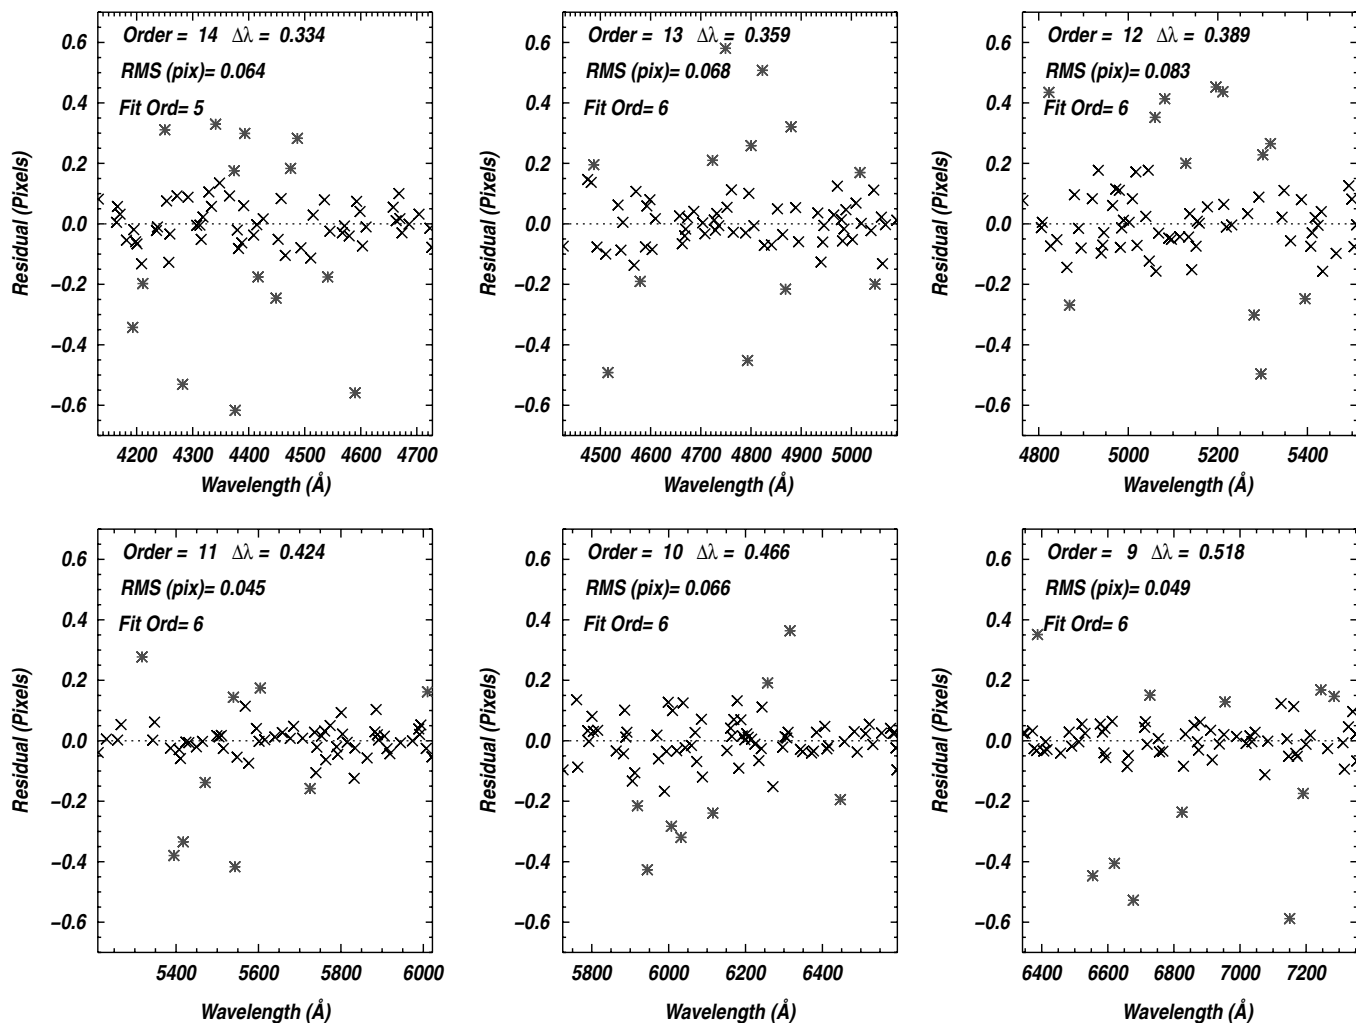 Order = 14 Δλ = 0.334
RMS (pix)= 0.064
Fit Ord= 5
0.6
0.4
0.2
0.0
−0.2
−0.4
−0.6
Residual (Pixels)
4200 4300 4400 4500 4600 4700
Wavelength (Å)
Order = 13 Δλ = 0.359
RMS (pix)= 0.068
Fit Ord= 6
0.6
0.4
0.2
0.0
−0.2
−0.4
−0.6
Residual (Pixels)
4500 4600 4700 4800 4900 5000
Wavelength (Å)
Order = 12 Δλ = 0.389
RMS (pix)= 0.083
Fit Ord= 6
0.6
0.4
0.2
0.0
−0.2
−0.4
−0.6
Residual (Pixels)
4800 5000 5200 5400
Wavelength (Å)
Order = 11 Δλ = 0.424
RMS (pix)= 0.045
Fit Ord= 6
0.6
0.4
0.2
0.0
−0.2
−0.4
−0.6
Residual (Pixels)
5400 5600 5800 6000
Wavelength (Å)
Order = 10 Δλ = 0.466
RMS (pix)= 0.066
Fit Ord= 6
0.6
0.4
0.2
0.0
−0.2
−0.4
−0.6
Residual (Pixels)
5800 6000 6200 6400
Wavelength (Å)
Order = 9 Δλ = 0.518
RMS (pix)= 0.049
Fit Ord= 6
0.6
0.4
0.2
0.0
−0.2
−0.4
−0.6
Residual (Pixels)
6400 6600 6800 7000 7200
Wavelength (Å)